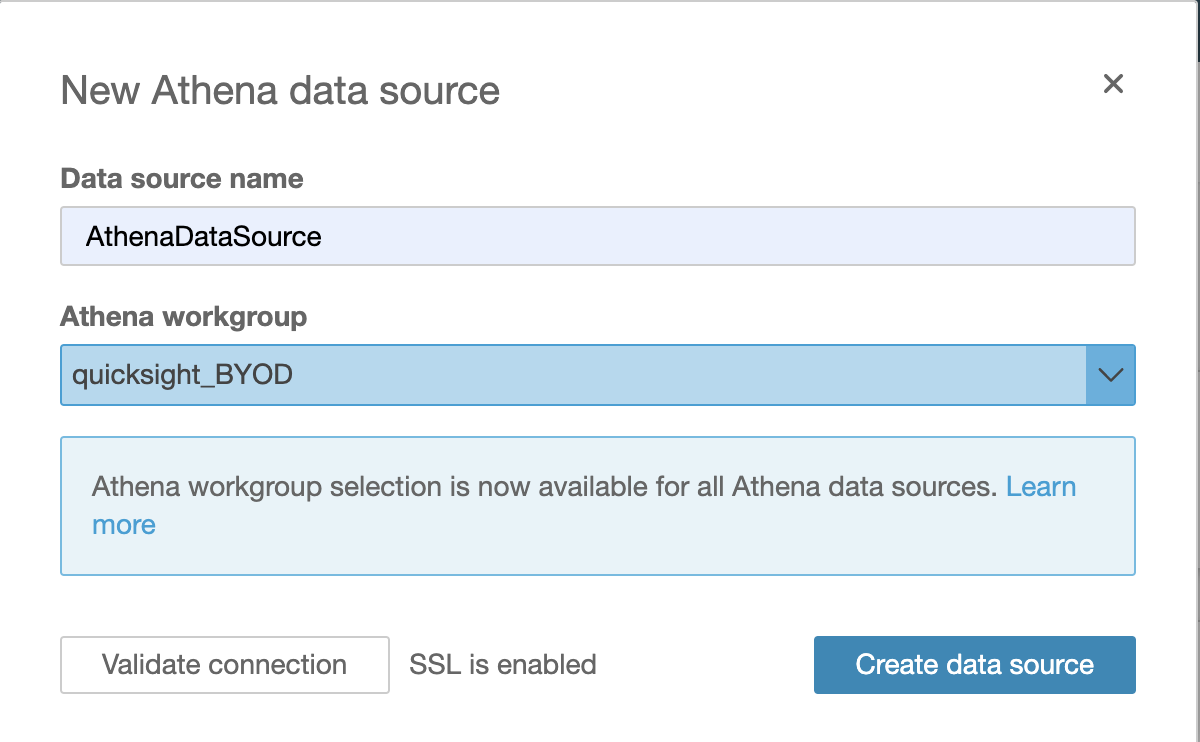 New Athena data source
Data source name
AthenaDataSource
Athena workgroup
quicksight_BYOD
Athena workgroup selection is now available for all Athena data sources. Learn
more
Validate connection SSL is enabled Create data source